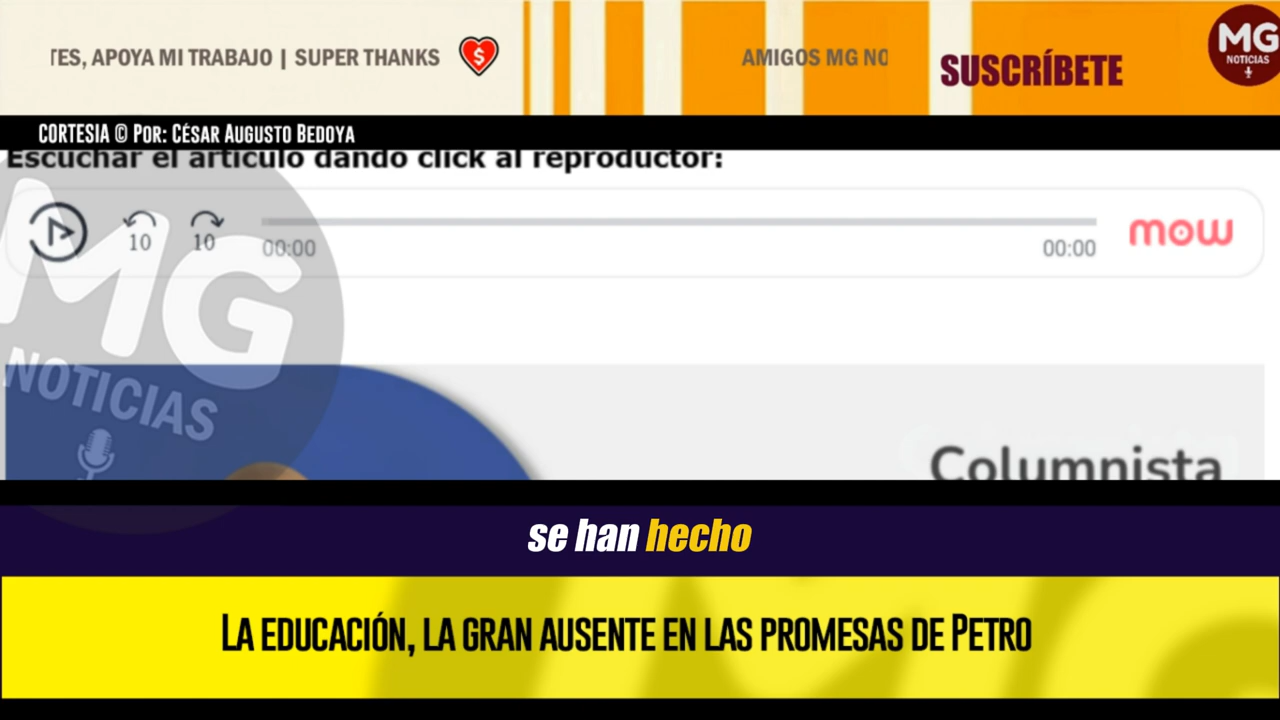 TES, APOYA MI TRABAJO | SUPER THANKS
AMIGOS MG NO
SUSCRÍBETE
MG
NOTICIAS
CORTESIA © POR: CÉSAR AUGUSTO BEDOYA
Escuchar el artículo dando click al reproductor:
10
10
00:00
00:00
mow
MG
NOTICIAS
Columnista
se han hecho
LA EDUCACIÓN, LA GRAN AUSENTE EN LAS PROMESAS DE PETRO